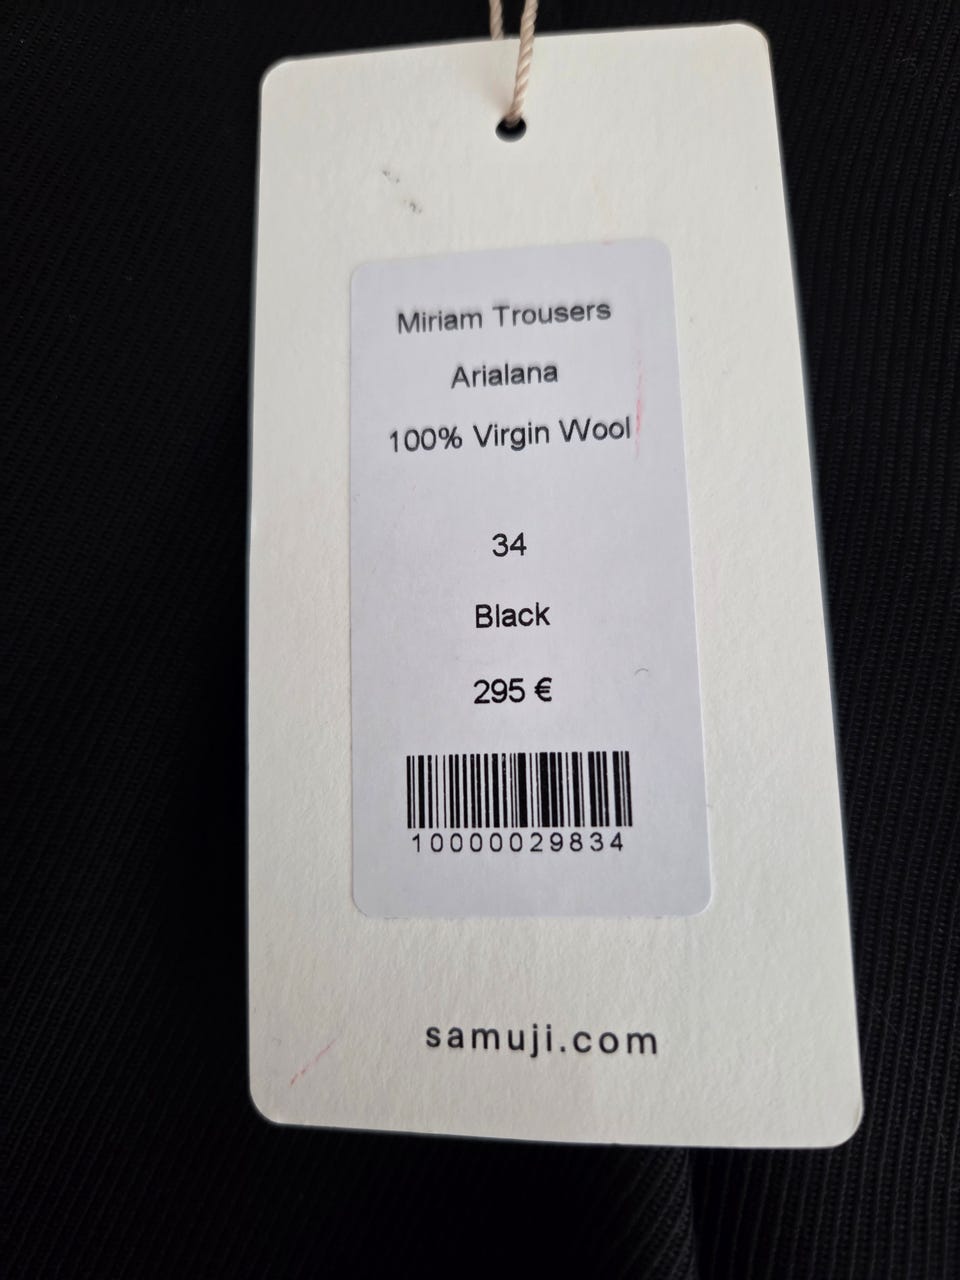 Miriam Trousers
Arialana
100% Virgin Wool
34
Black
295 €
10000029834
samuji.com